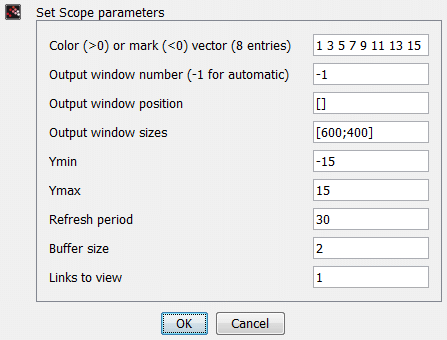 Set Scope parameters
Color (>0) or mark (<0) vector (8 entries) 1 3 5 7 9 11 13 15
Output window number (-1 for automatic) -1
Output window position []
Output window sizes [600;400]
Ymin -15
Ymax 15
Refresh period 30
Buffer size 2
Links to view 1
OK Cancel